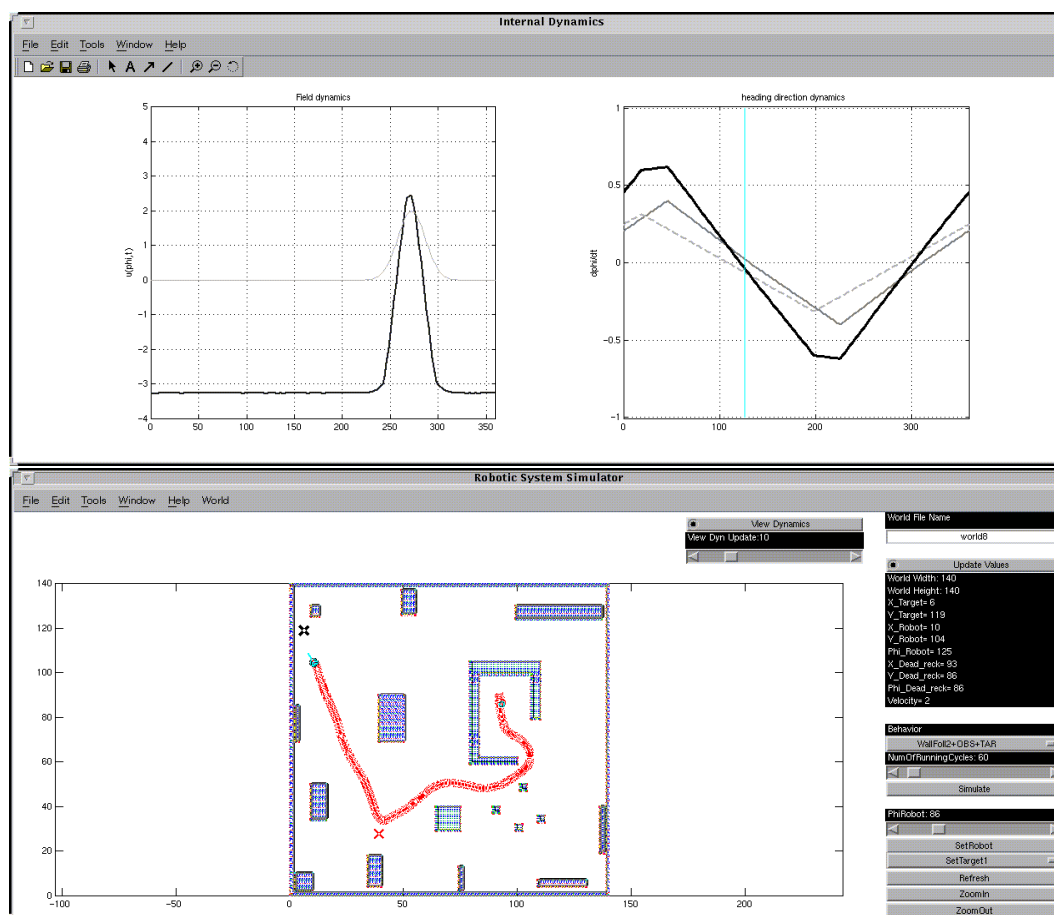 Internal Dynamics
File Edit Tools Window Help
A
Field dynamics
heading direction dynamics
5
4
3
2
1
0
−1
−2
−3
−4
u(phi,t)
0 50 100 150 200 250 300 350
1
0.5
0
−0.5
−1
dphi/dt
0 100 200 300
Robotic System Simulator
File Edit Tools Window Help World
View Dynamics
View Dyn Update:10
World File Name
world8
Update Values
World Width: 140
World Height: 140
X_Target= 6
Y_Target= 119
X_Robot= 10
Y_Robot= 104
Phi_Robot= 125
X_Dead_reck= 93
Y_Dead_reck= 86
Phi_Dead_reck= 86
Velocity= 2
Behavior
WallFoll2+OBS+TAR
NumOfRunningCycles: 60
Simulate
PhiRobot: 86
SetRobot
SetTarget1
Refresh
ZoomIn
ZoomOut
140
120
100
80
60
40
20
0
−100 −50 0 50 100 150 200